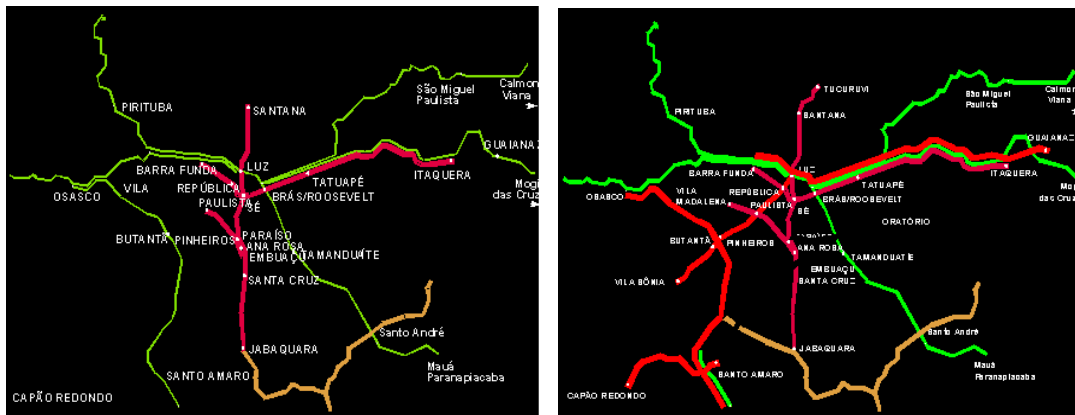 São Miguel
Paulista
Calmon
Viana
PIRITUBA
SANTANA
GUAIANAZ
BARRA FUNDA
LUZ
ITAQUERA
TATUAPÉ
VILA
REPÚBLICA
OSASCO
BRÁS/ROOSEVELT
Mogi
das Cruz
PAULISTA
SÉ
BUTANTÃ
PINHEIROS
PARAÍSO
ANA ROSA
EMBUAÇU
TAMANDUÁTE
SANTA CRUZ
Santo André
JABAQUARA
Mauá
Paranapiacaba
SANTO AMARO
CAPÃO REDONDO
TUCURUVI
Calmon
Viana
São Miguel
Paulista
PIRITUBA
SANTANA
GUAIANAZ
LUZ
BARRA FUNDA
ITAQUERA
TATUAPÉ
Mogi
das Cruz
VILA
MADALENA
REPÚBLICA
BRÁS/ROOSEVELT
OSASCO
SÉ
PAULISTA
ORATÓRIO
BUTANTÃ
PINHEIROS
ANA ROSA
TAMANDUATÍE
EMBUAÇU
VILA SÔNIA
SANTA CRUZ
Santo André
JABAQUARA
Mauá
Paranapiacaba
SANTO AMARO
CAPÃO REDONDO